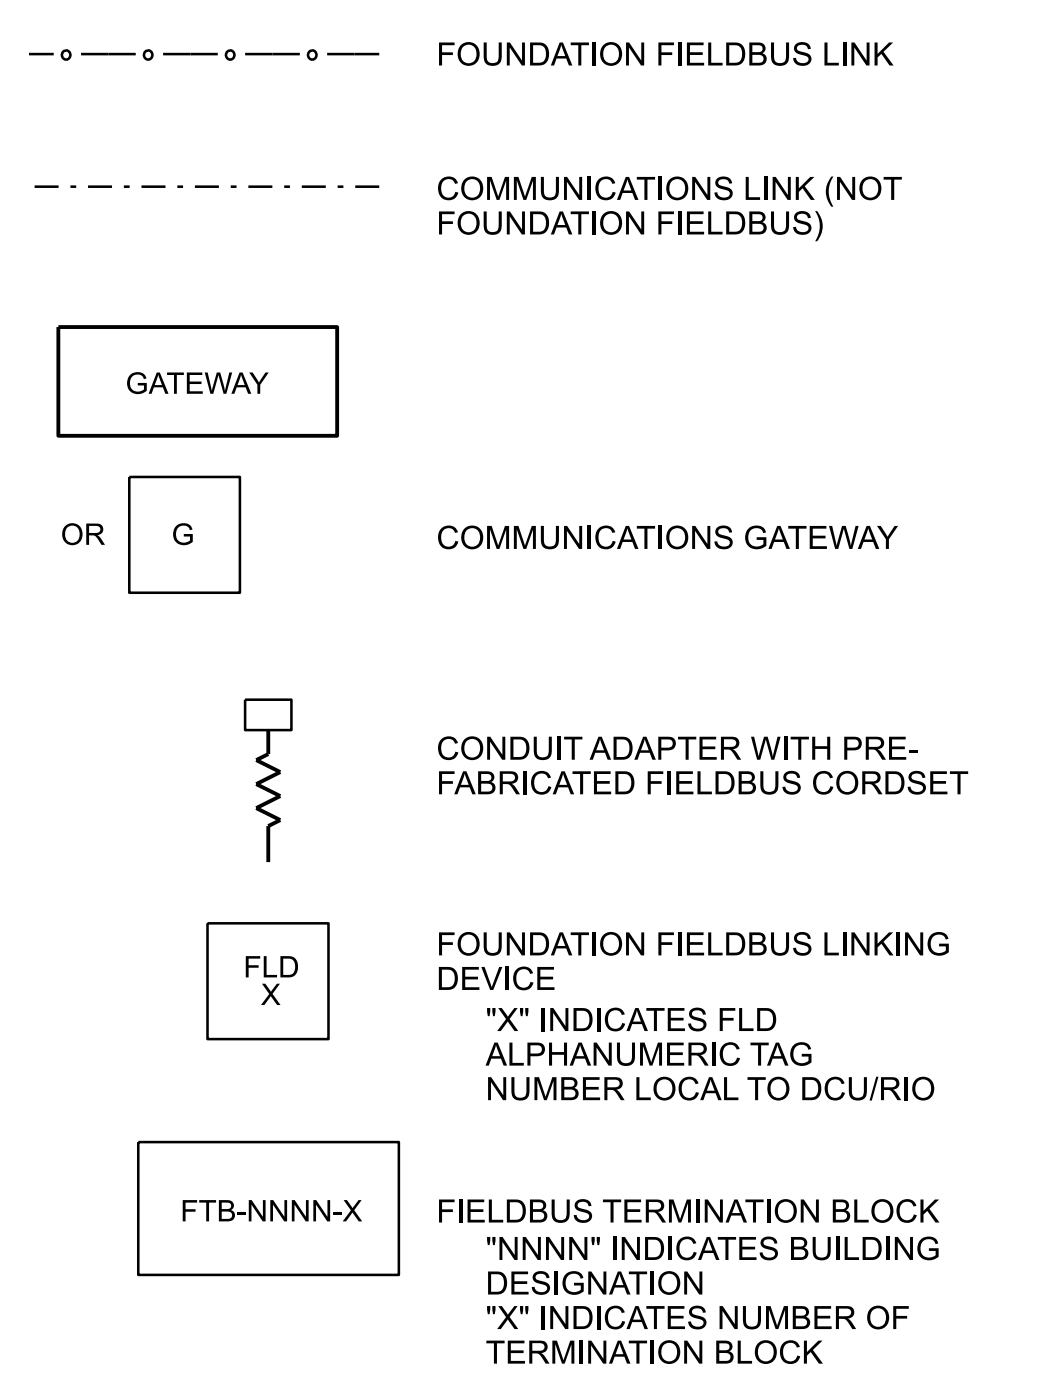 FOUNDATION FIELDBUS LINK
COMMUNICATIONS LINK (NOT
FOUNDATION FIELDBUS)
GATEWAY
OR G
COMMUNICATIONS GATEWAY
CONDUIT ADAPTER WITH PRE-
FABRICATED FIELDBUS CORDSET
FLD
X
FOUNDATION FIELDBUS LINKING
DEVICE
"X" INDICATES FLD
ALPHANUMERIC TAG
NUMBER LOCAL TO DCU/RIO
FTB-NNNN-X
FIELDBUS TERMINATION BLOCK
"NNNN" INDICATES BUILDING
DESIGNATION
"X" INDICATES NUMBER OF
TERMINATION BLOCK